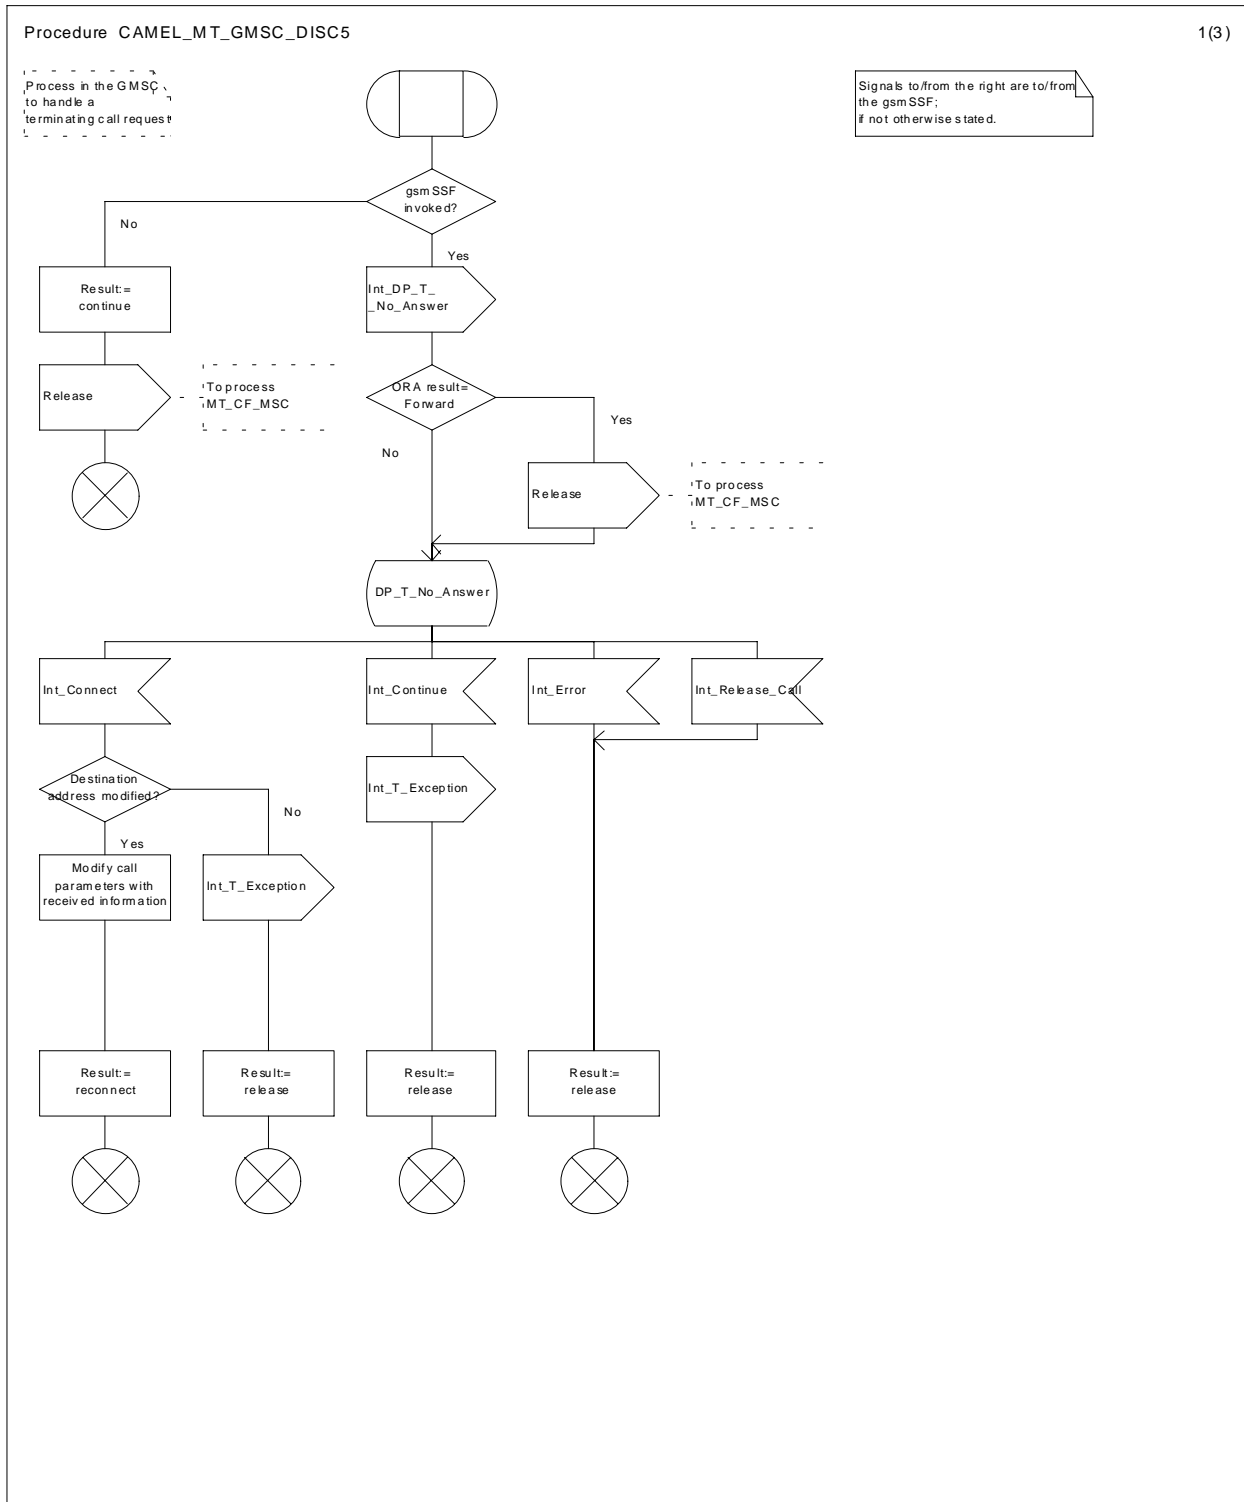 Procedure CAMEL_MT_GMSC_DISC5
1(3)
Process in the GMSC
to handle a
terminating call request
Signals to/from the right are to/from
the gsmSSF;
if not otherwise stated.
gsmSSF
invoked?
No
Yes
Result:=
continue
Int_DP_T_
_No_Answer
Release
To process
MT_CF_MSC
ORA result=
Forward
Yes
No
Release
To process
MT_CF_MSC
DP_T_No_Answer
Int_Connect
Int_Continue
Int_Error
Int_Release_Call
Destination
address modified?
No
Yes
Int_T_Exception
Modify call
parameters with
received information
Int_T_Exception
Result:=
reconnect
Result:=
release
Result:=
release
Result:=
release